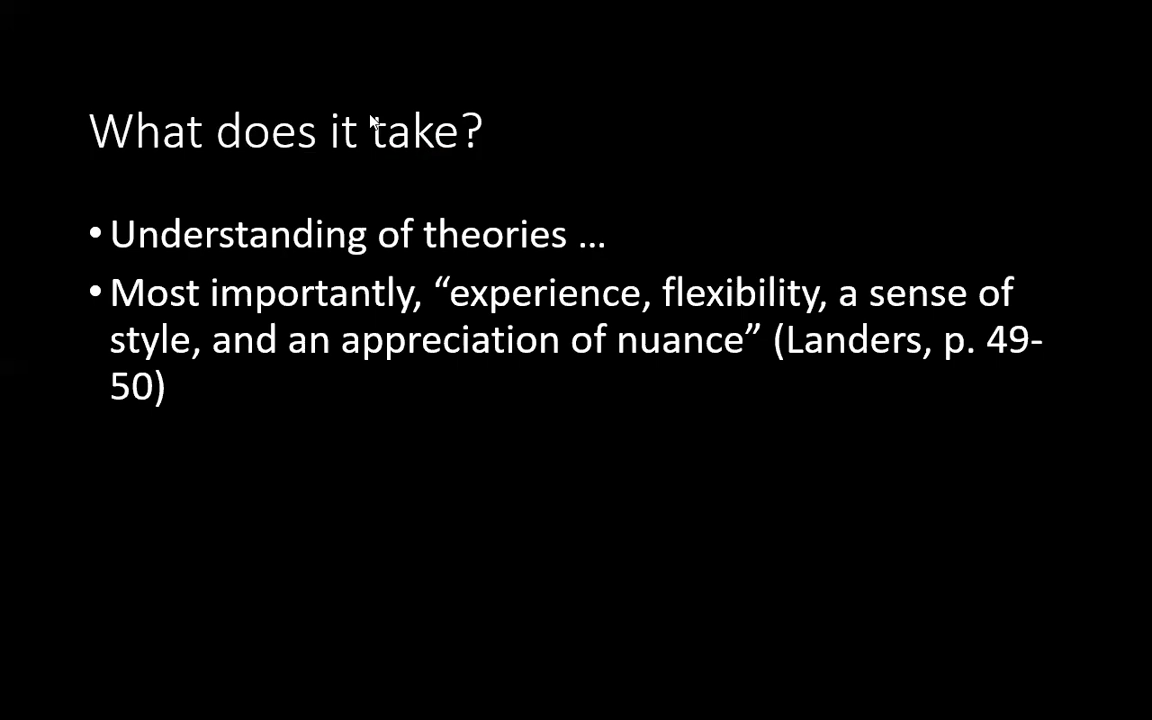 What does it take?
• Understanding of theories …
• Most importantly, “experience, flexibility, a sense of
style, and an appreciation of nuance” (Landers, p. 49-
50)